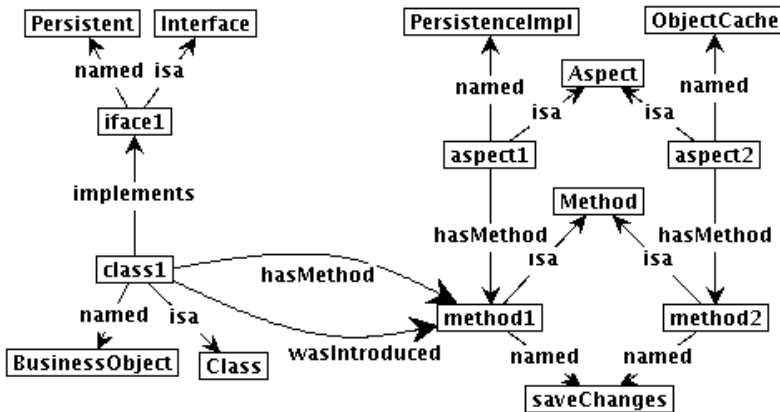 Persistent Interface PersistenceImpl ObjectCache
named isa named Aspect named
isa isa
iface1 aspect1 aspect2
implements Method
hasMethod hasMethod
class1 hasMethod isa isa
named isa method1 method2
BusinessObject Class wasIntroduced named named
saveChanges